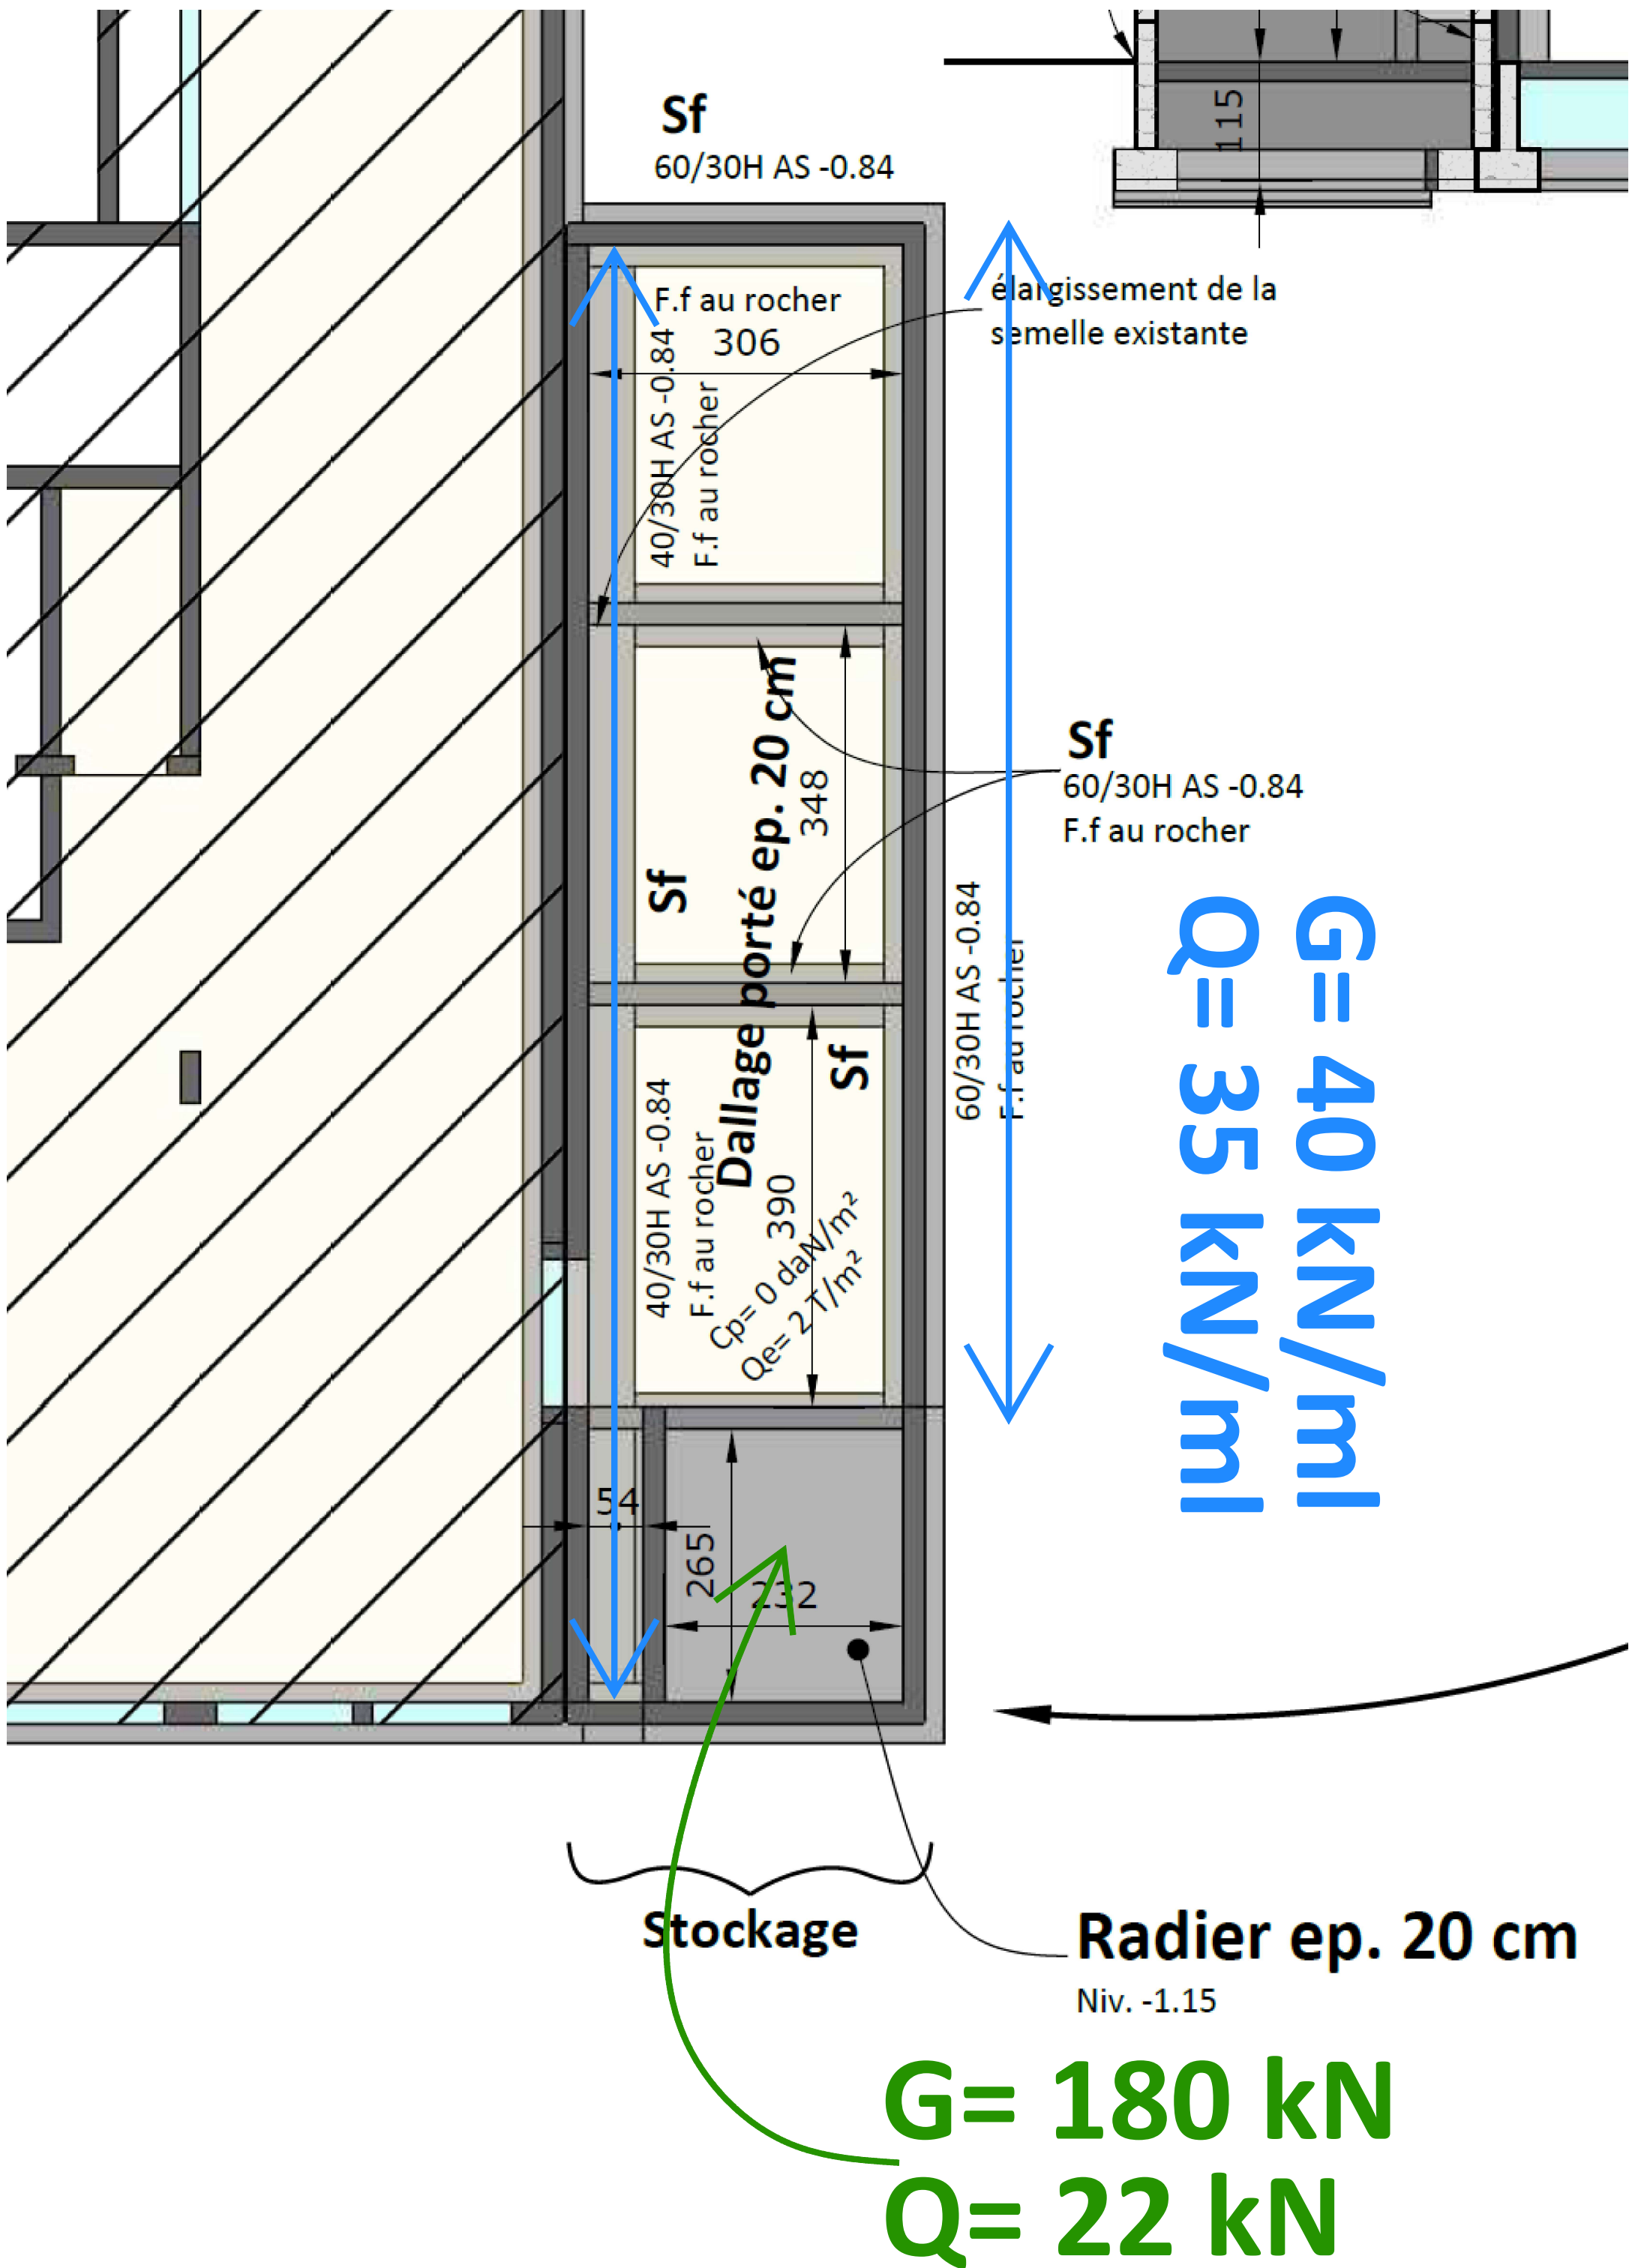 115
Sf
60/30H AS -0.84
élargissement de la
semelle existante
F.f au rocher
306
40/30H AS -0.84
F.f au rocher
Sf
60/30H AS -0.84
F.f au rocher
348
Dallage porté ep. 20 cm
Sf
60/30H AS -0.84
F.f au rocher
G= 40 kN/ml
Q= 35 kN/ml
Sf
40/30H AS -0.84
F.f au rocher
390
Cp= 0 daN/m²
Qe= 2 T/m²
54
265
232
Stockage
Radier ep. 20 cm
Niv. -1.15
G= 180 kN
Q= 22 kN